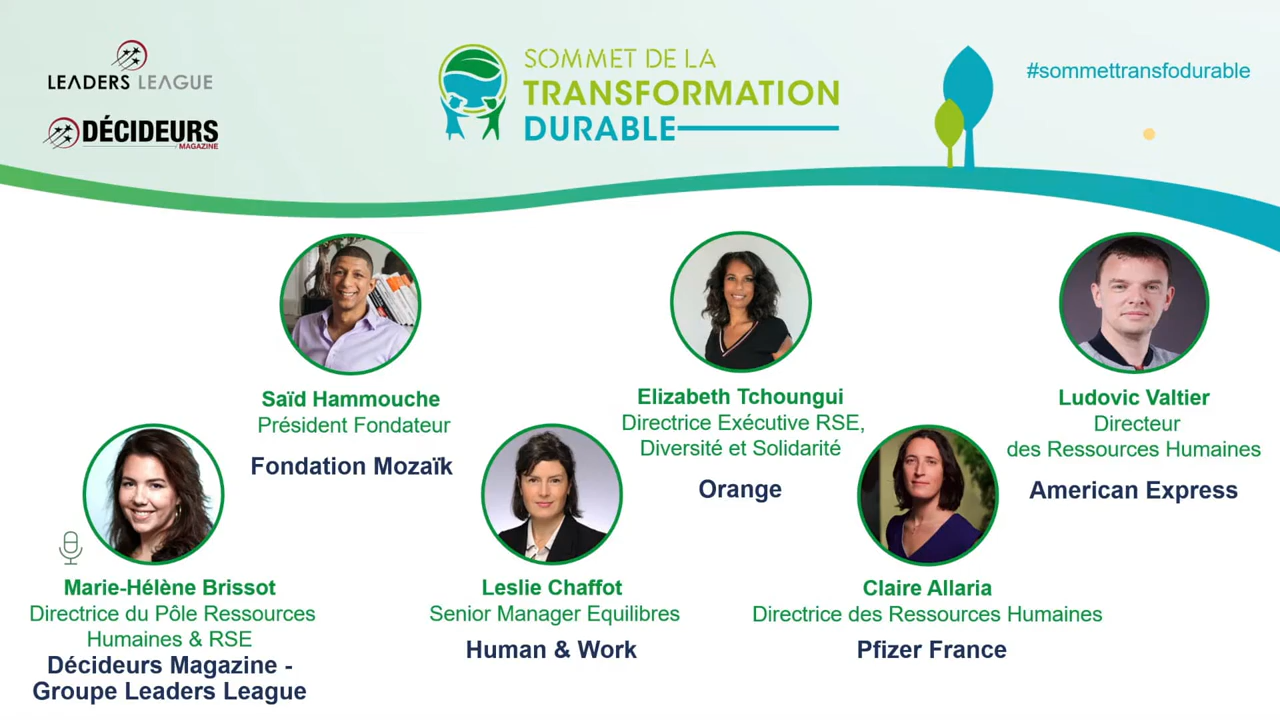 LEADERS LEAGUE
DÉCIDEURS
MAGAZINE
SOMMET DE LA
TRANSFORMATION
DURABLE
#sommettransfodurable
Saïd Hammouche
Président Fondateur
Fondation Mozaïk
Elizabeth Tchoungui
Directrice Exécutive RSE,
Diversité et Solidarité
Orange
Ludovic Valtier
Directeur
des Ressources Humaines
American Express
Marie-Hélène Brissot
Directrice du Pôle Ressources
Humaines & RSE
Décideurs Magazine -
Groupe Leaders League
Leslie Chaffot
Senior Manager Equilibres
Human & Work
Claire Allaria
Directrice des Ressources Humaines
Pfizer France